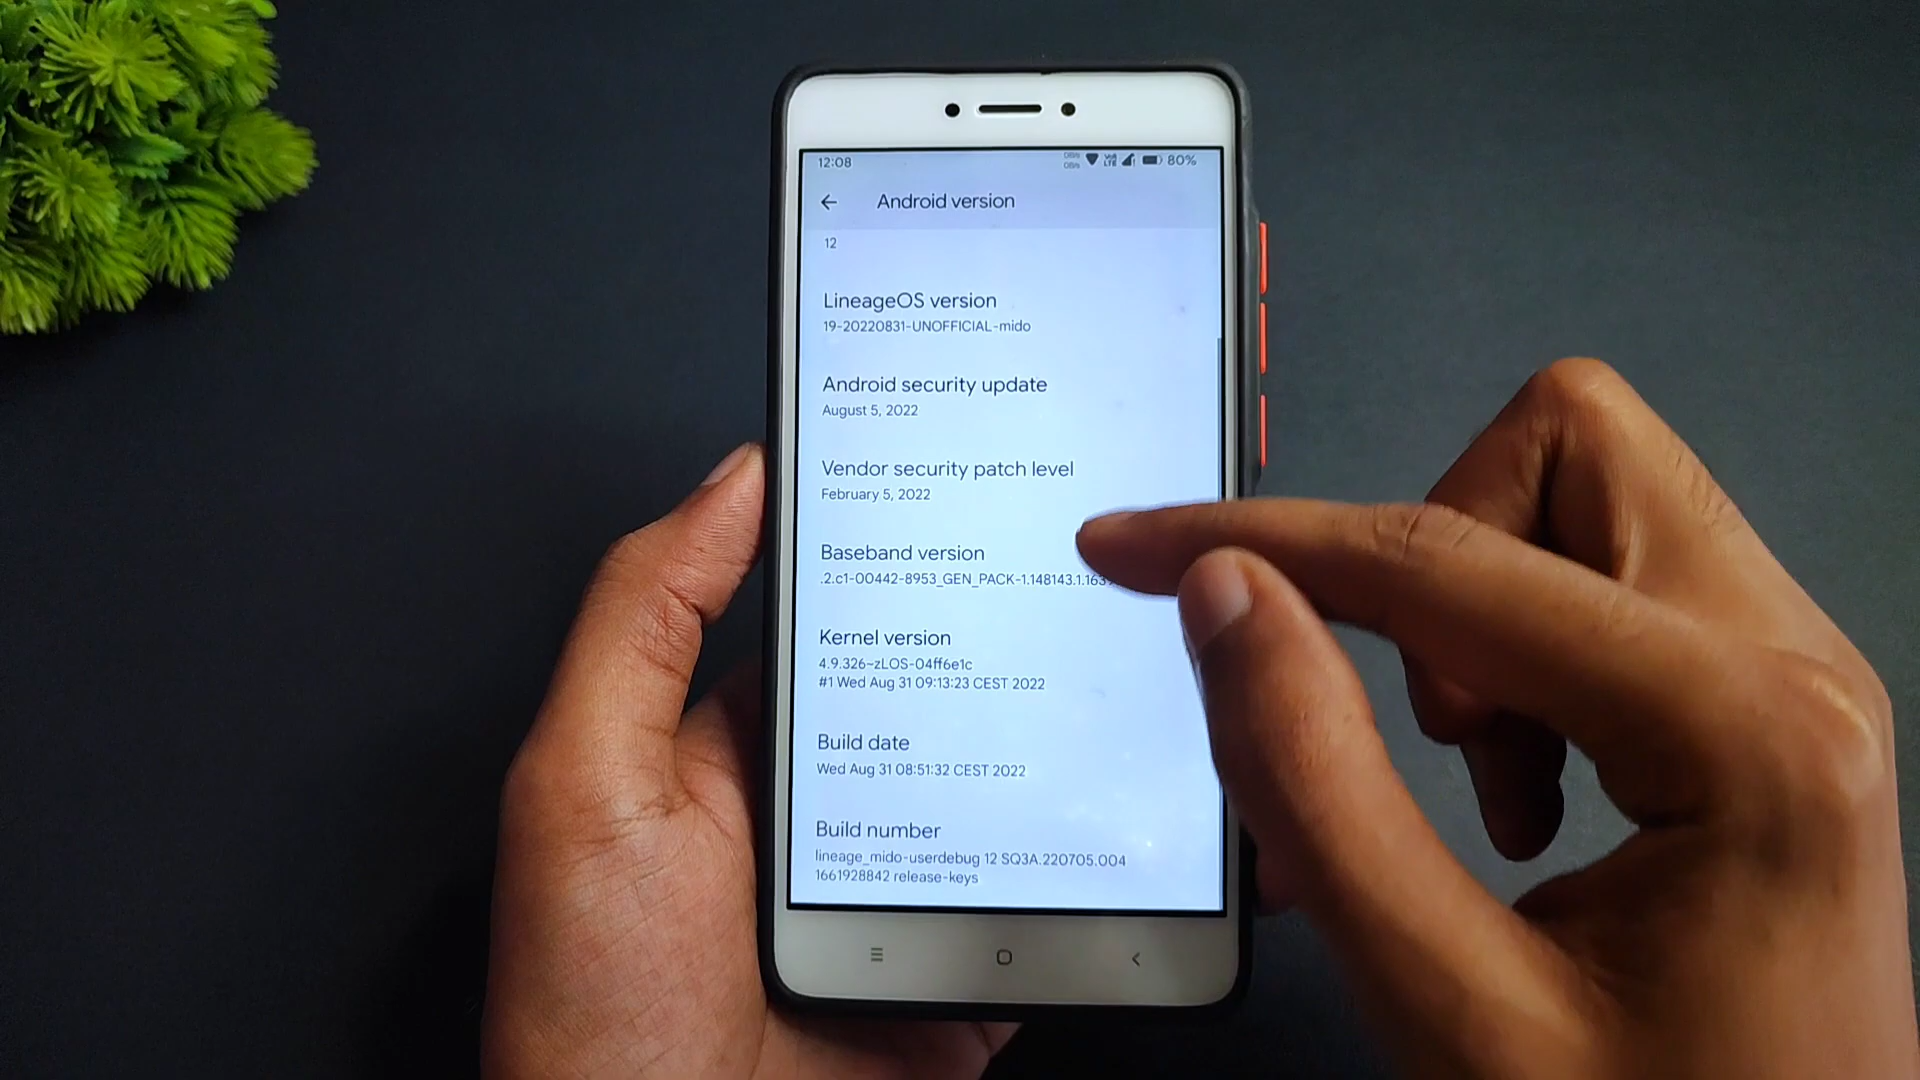 12:08
80%
Android version
12
LineageOS version
19-20220831-UNOFFICIAL-mido
Android security update
August 5, 2022
Vendor security patch level
February 5, 2022
Baseband version
.2.c1-00442-8953_GEN_PACK-1.148143.1.163
Kernel version
4.9.326-zLOS-04ff6e1c
#1 Wed Aug 31 09:13:23 CEST 2022
Build date
Wed Aug 31 08:51:32 CEST 2022
Build number
lineage_mido-userdebug 12 SQ3A.220705.004
1661928842 release-keys